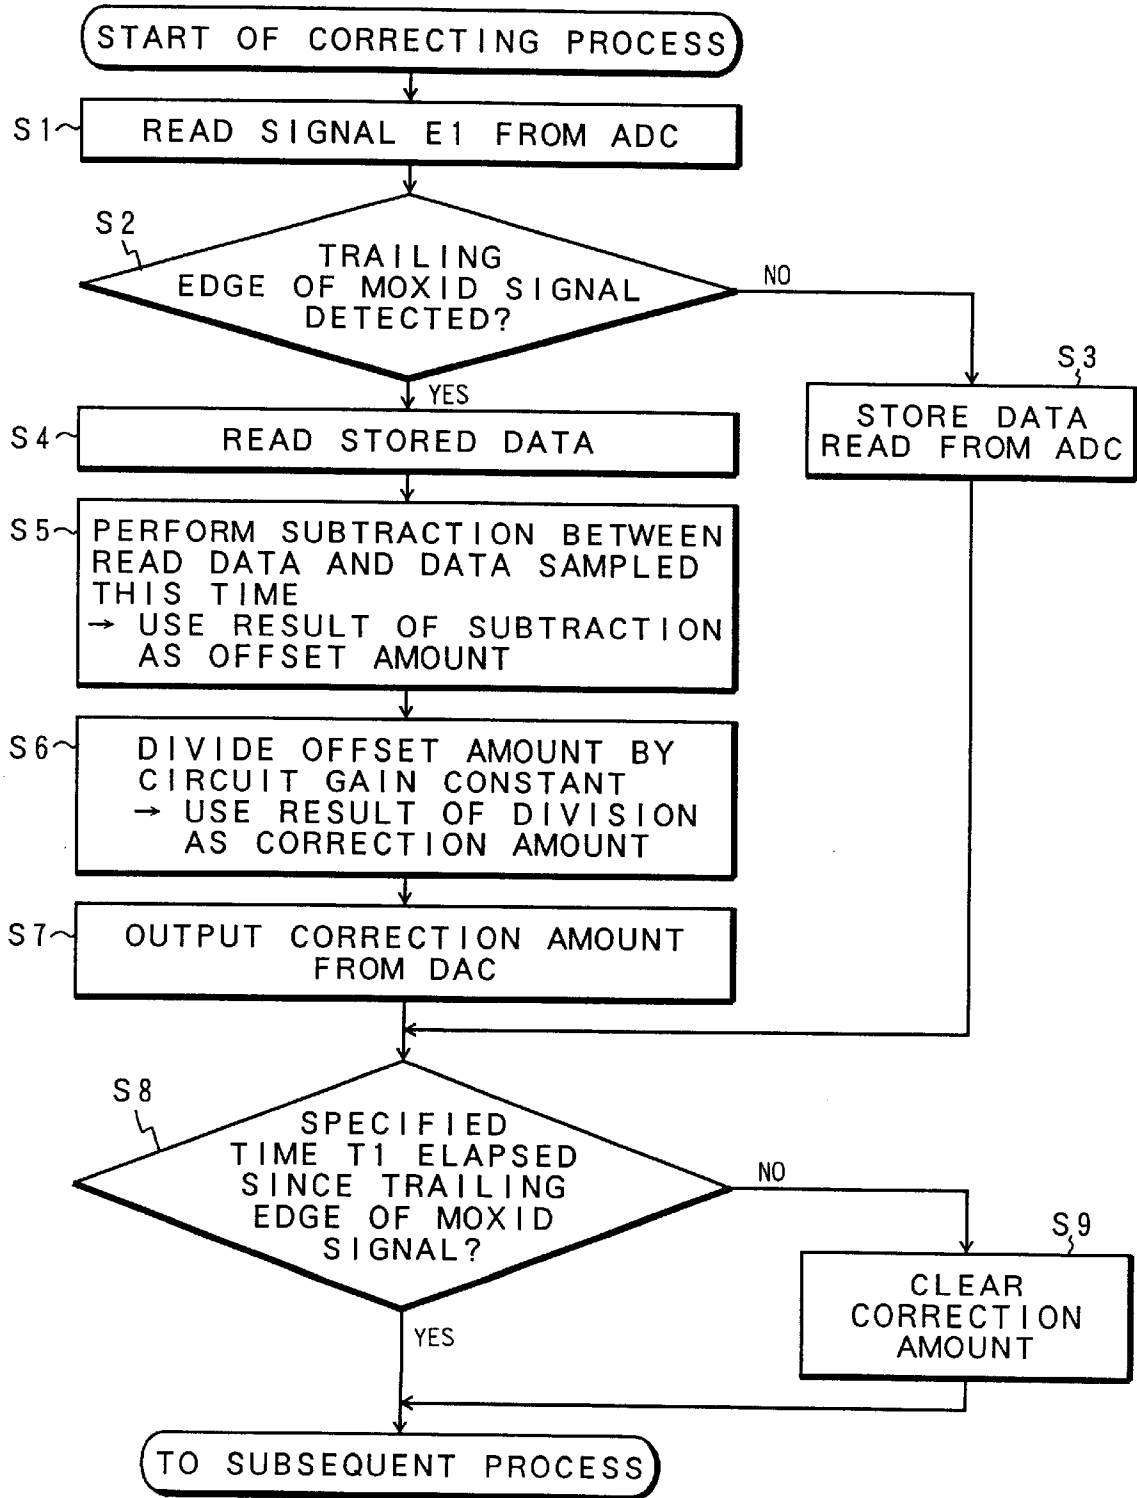 START OF CORRECTING PROCESS
S1
READ SIGNAL E1 FROM ADC
S2
TRAILING
EDGE OF MOXID SIGNAL
DETECTED?
NO
YES
S3
STORE DATA
READ FROM ADC
S4
READ STORED DATA
S5
PERFORM SUBTRACTION BETWEEN
READ DATA AND DATA SAMPLED
THIS TIME
→ USE RESULT OF SUBTRACTION
AS OFFSET AMOUNT
S6
DIVIDE OFFSET AMOUNT BY
CIRCUIT GAIN CONSTANT
→ USE RESULT OF DIVISION
AS CORRECTION AMOUNT
S7
OUTPUT CORRECTION AMOUNT
FROM DAC
S8
SPECIFIED
TIME T1 ELAPSED
SINCE TRAILING
EDGE OF MOXID
SIGNAL?
NO
YES
S9
CLEAR
CORRECTION
AMOUNT
TO SUBSEQUENT PROCESS